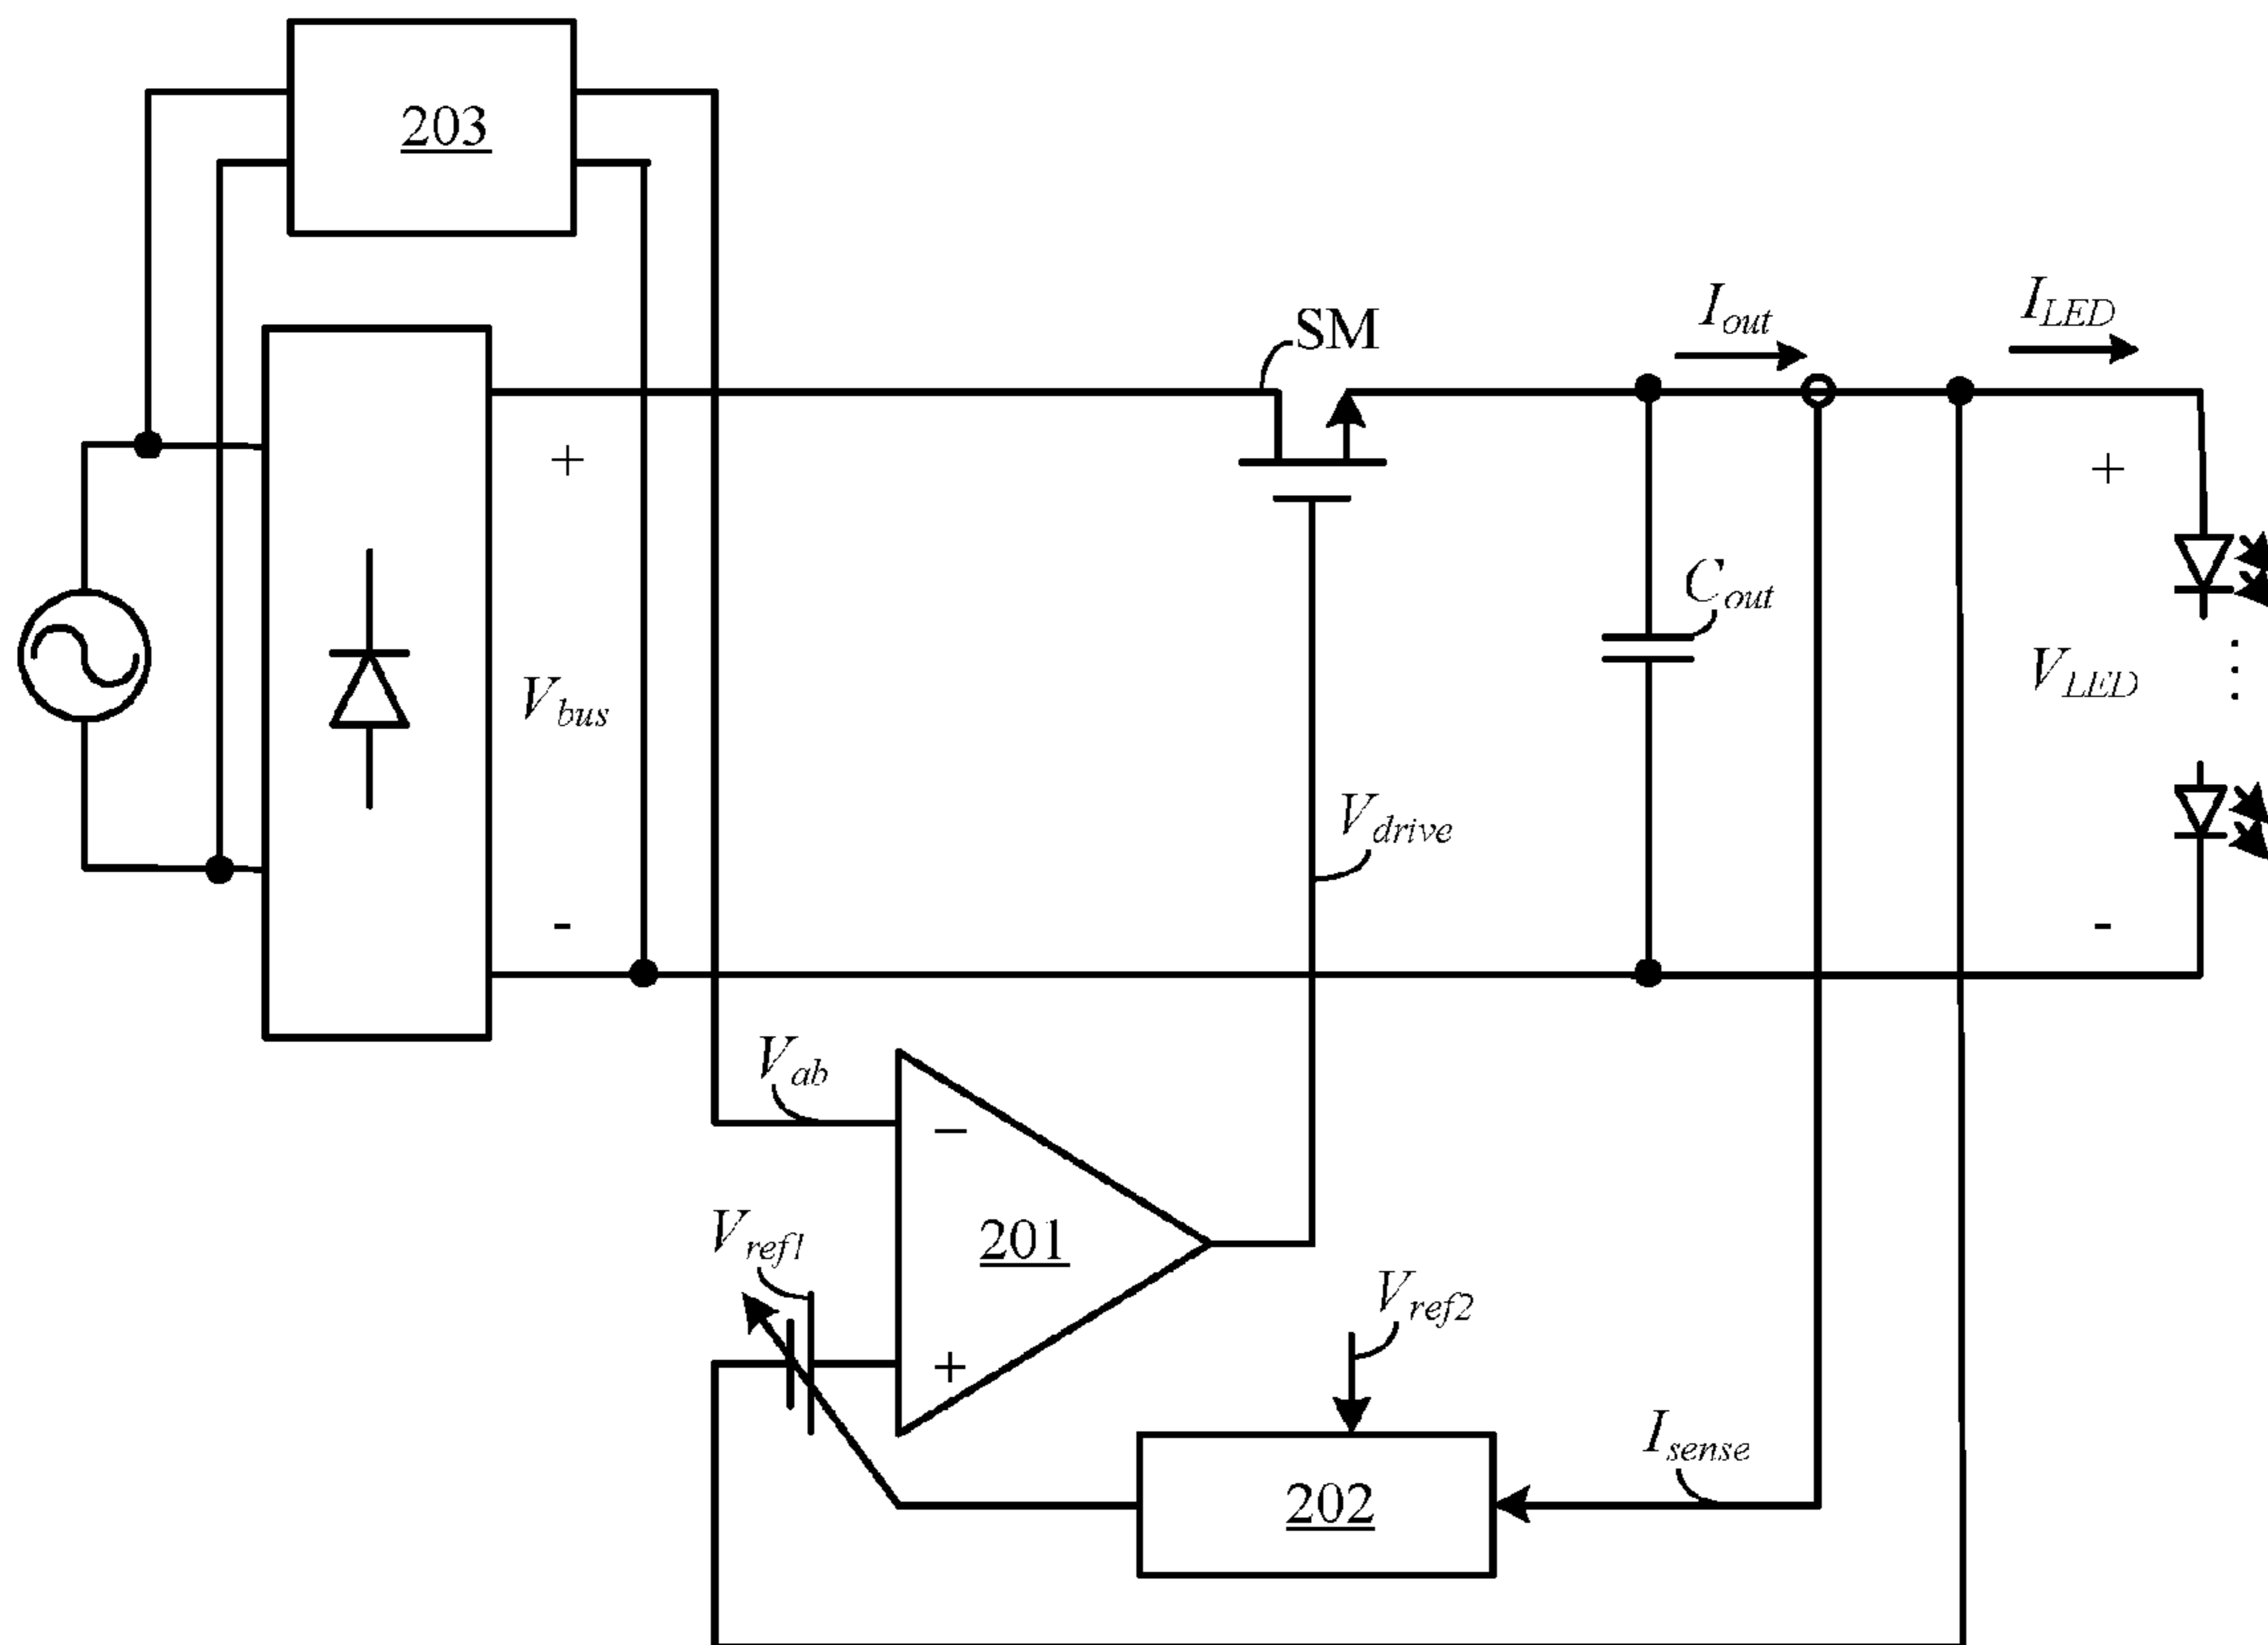 203
SM
I_out
I_LED
+
+
C_out
V_bus
V_LED
V_drive
-
-
V_ab
−
V_ref1
201
+
V_ref2
I_sense
202